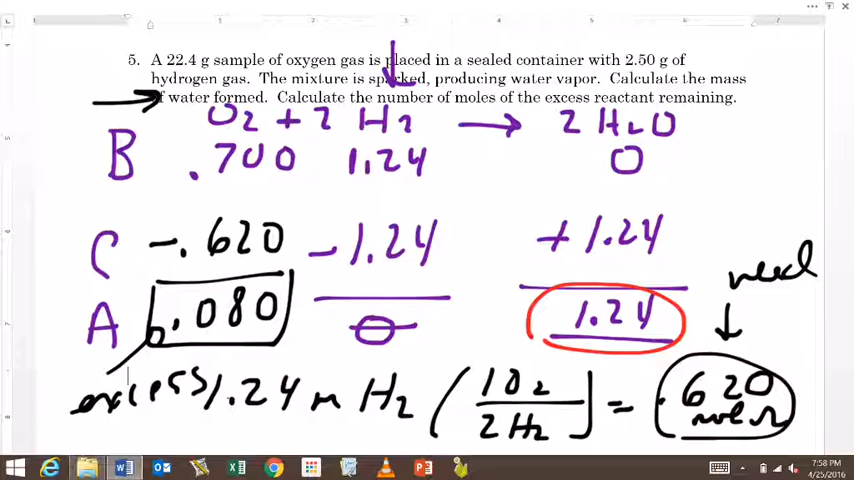 5. A 22.4 g sample of oxygen gas is placed in a sealed container with 2.50 g of
hydrogen gas. The mixture is sparked, producing water vapor. Calculate the mass
of water formed. Calculate the number of moles of the excess reactant remaining.
O2 + 2 H2 → 2 H2O
B .700 1.24 0
C -.620 -1.24 +1.24
need
A .080 0 1.24
excess 1.24 m H2 (1 O2 / 2 H2) = .620
7:58 PM
4/25/2016